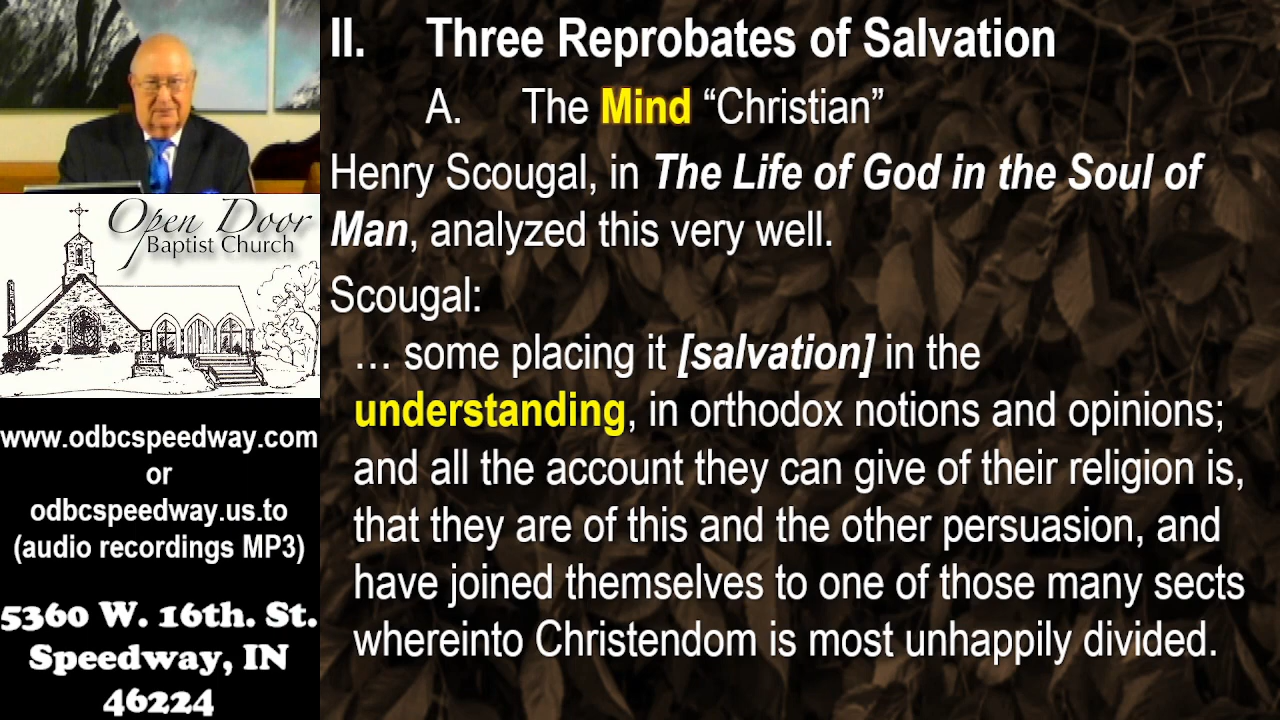 II. Three Reprobates of Salvation
A. The Mind “Christian”
Henry Scougal, in The Life of God in the Soul of
Man, analyzed this very well.
Scougal:
… some placing it [salvation] in the
understanding, in orthodox notions and opinions;
and all the account they can give of their religion is,
that they are of this and the other persuasion, and
have joined themselves to one of those many sects
whereinto Christendom is most unhappily divided.
Open Door
Baptist Church
www.odbcspeedway.com
or
odbcspeedway.us.to
(audio recordings MP3)
5360 W. 16th. St.
Speedway, IN
46224